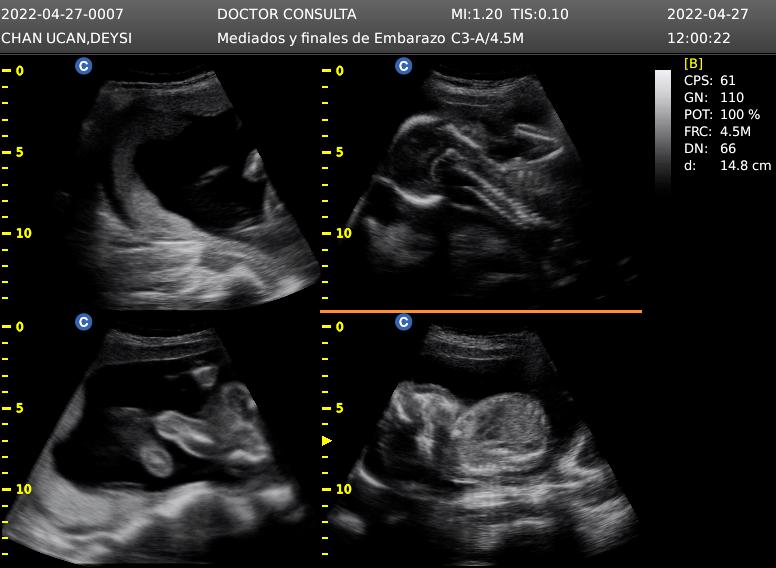 2022-04-27-0007 DOCTOR CONSULTA MI:1.20 TIS:0.10 2022-04-27
CHAN UCAN,DEYSI Mediados y finales de Embarazo C3-A/4.5M 12:00:22
[B]
CPS: 61
GN: 110
POT: 100 %
FRC: 4.5M
DN: 66
d: 14.8 cm
C
0
5
10
C
0
5
10
C
0
5
10
C
0
5
10